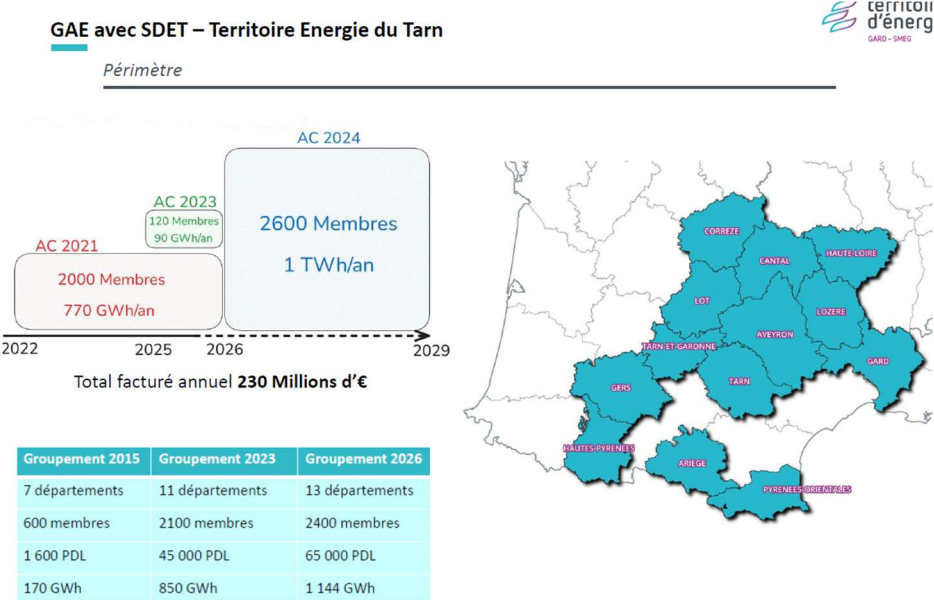 GAE avec SDET – Territoire Energie du Tarn
territoir
d'énerg
GARD - SMEG
Périmètre
AC 2024
AC 2023
120 Membres
90 GWh/an
2600 Membres
1 TWh/an
AC 2021
2000 Membres
770 GWh/an
2022 2025 2026 2029
Total facturé annuel 230 Millions d'€
Groupement 2015 Groupement 2023 Groupement 2026
7 départements 11 départements 13 départements
600 membres 2100 membres 2400 membres
1 600 PDL 45 000 PDL 65 000 PDL
170 GWh 850 GWh 1 144 GWh
CORREZE
CANTAL
HAUTE-LOIRE
LOT
LOZERE
AVEYRON
TARN-ET-GARONNE
GARD
TARN
GERS
HAUTES-PYRENEES
ARIEGE
PYRENEES-ORIENTALES